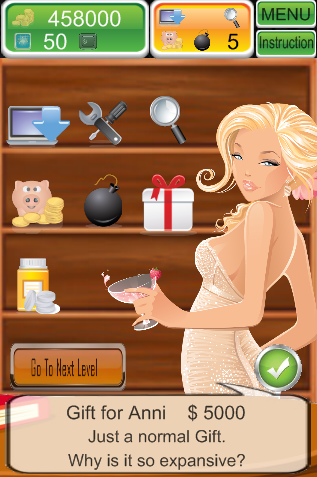 458000
MENU
50
5
Instruction
Go To Next Level
Gift for Anni $ 5000
Just a normal Gift.
Why is it so expansive?